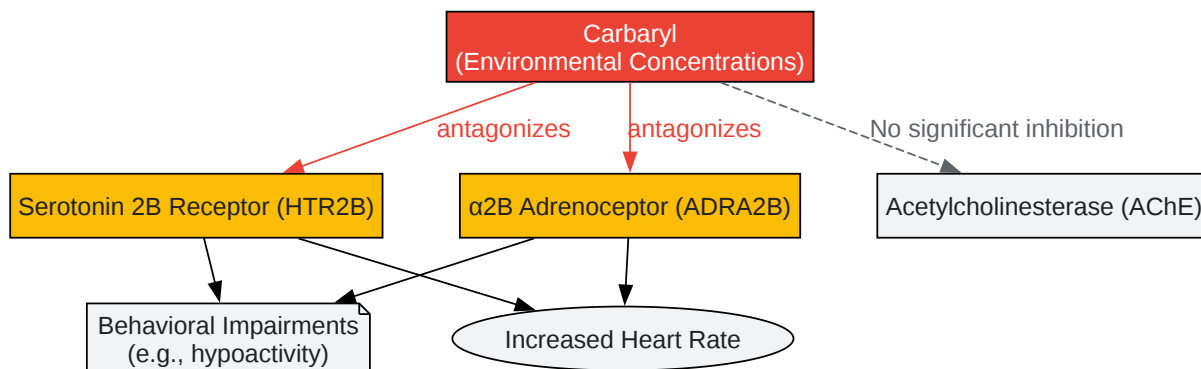 Carbaryl
(Environmental Concentrations)
antagonizes
antagonizes
No significant inhibition
Serotonin 2B Receptor (HTR2B)
α2B Adrenoceptor (ADRA2B)
Acetylcholinesterase (AChE)
Behavioral Impairments
(e.g., hypoactivity)
Increased Heart Rate